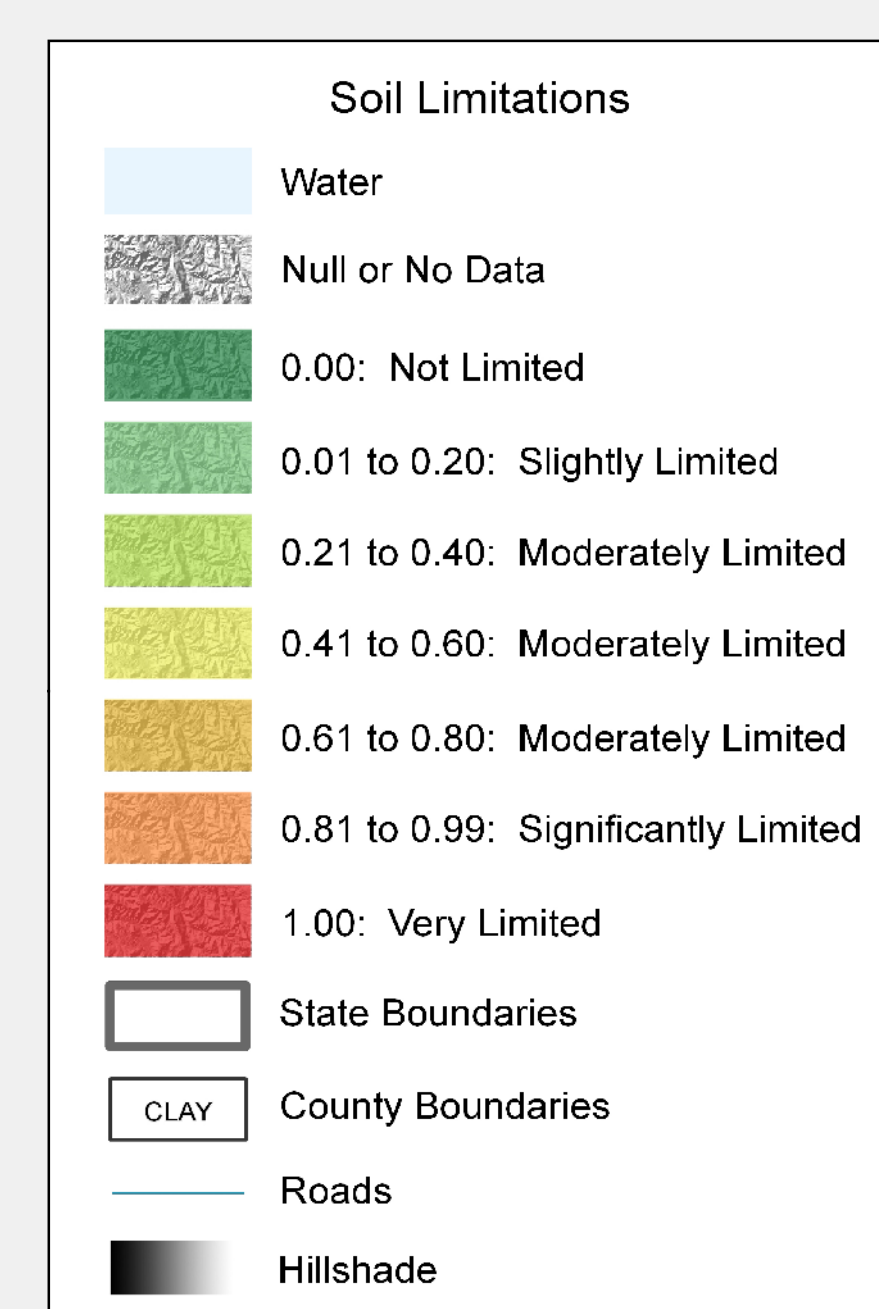 Soil Limitations
Water
Null or No Data
0.00:  Not Limited
0.01 to 0.20:  Slightly Limited
0.21 to 0.40:  Moderately Limited
0.41 to 0.60:  Moderately Limited
0.61 to 0.80:  Moderately Limited
0.81 to 0.99:  Significantly Limited
1.00:  Very Limited
State Boundaries
CLAY County Boundaries
Roads
Hillshade